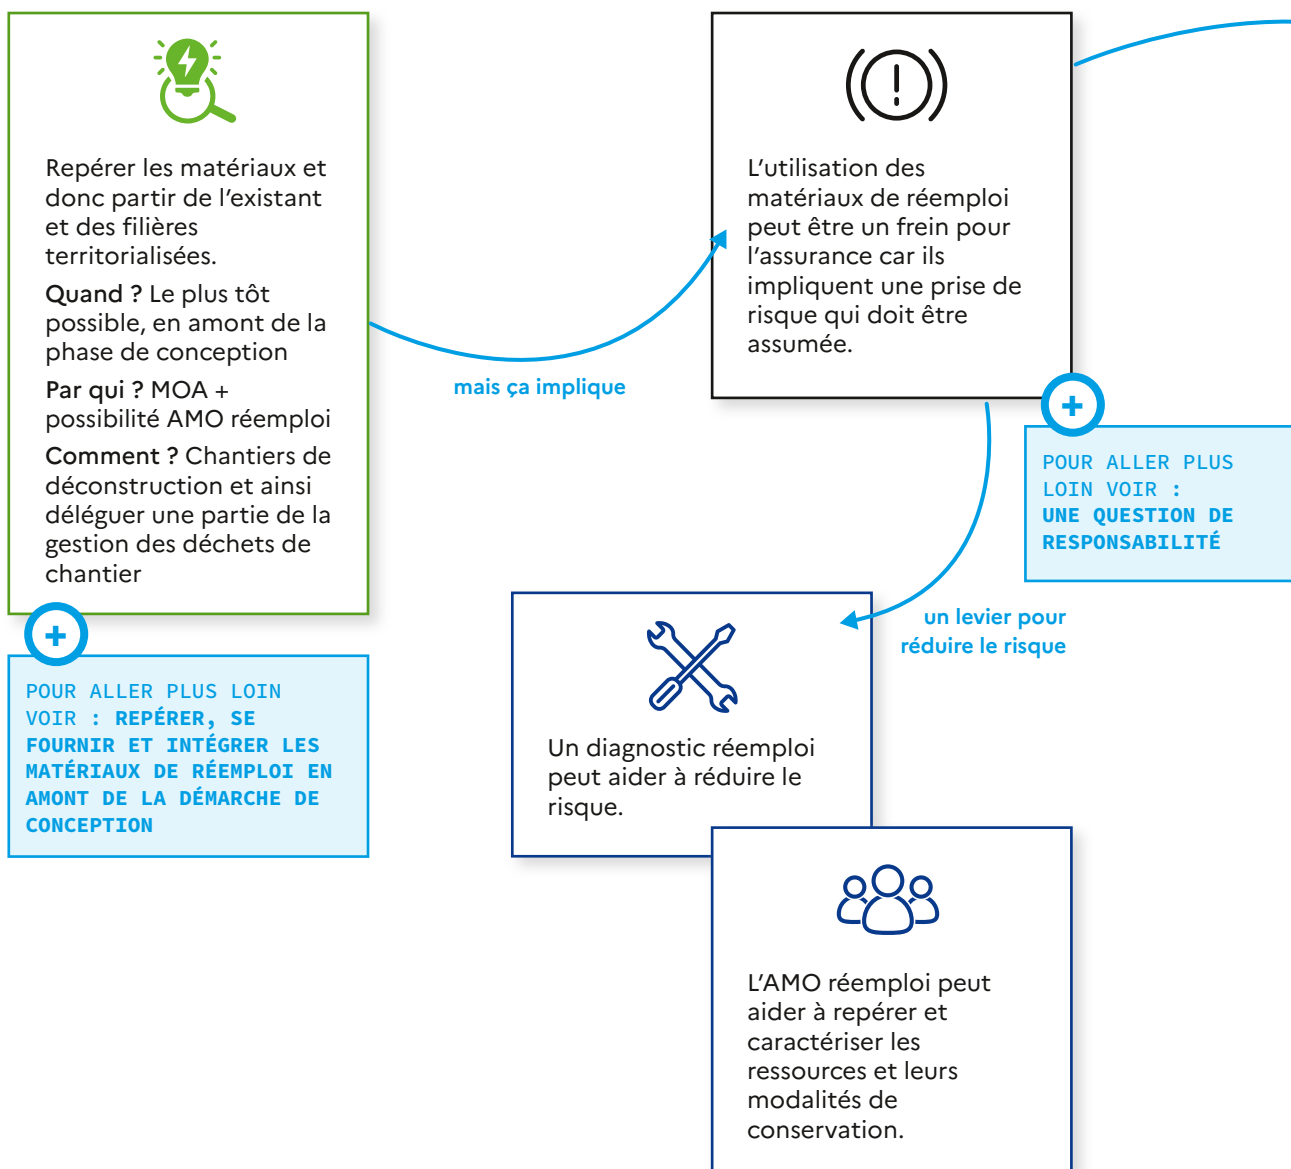 Repérer les matériaux et
donc partir de l’existant
et des filières
territorialisées.
Quand ? Le plus tôt
possible, en amont de la
phase de conception
Par qui ? MOA +
possibilité AMO réemploi
Comment ? Chantiers de
déconstruction et ainsi
déléguer une partie de la
gestion des déchets de
chantier
+
POUR ALLER PLUS LOIN
VOIR : REPÉRER, SE
FOURNIR ET INTÉGRER LES
MATÉRIAUX DE RÉEMPLOI EN
AMONT DE LA DÉMARCHE DE
CONCEPTION
mais ça implique
L’utilisation des
matériaux de réemploi
peut être un frein pour
l’assurance car ils
impliquent une prise de
risque qui doit être
assumée.
+
POUR ALLER PLUS
LOIN VOIR :
UNE QUESTION DE
RESPONSABILITÉ
un levier pour
réduire le risque
Un diagnostic réemploi
peut aider à réduire le
risque.
L’AMO réemploi peut
aider à repérer et
caractériser les
ressources et leurs
modalités de
conservation.